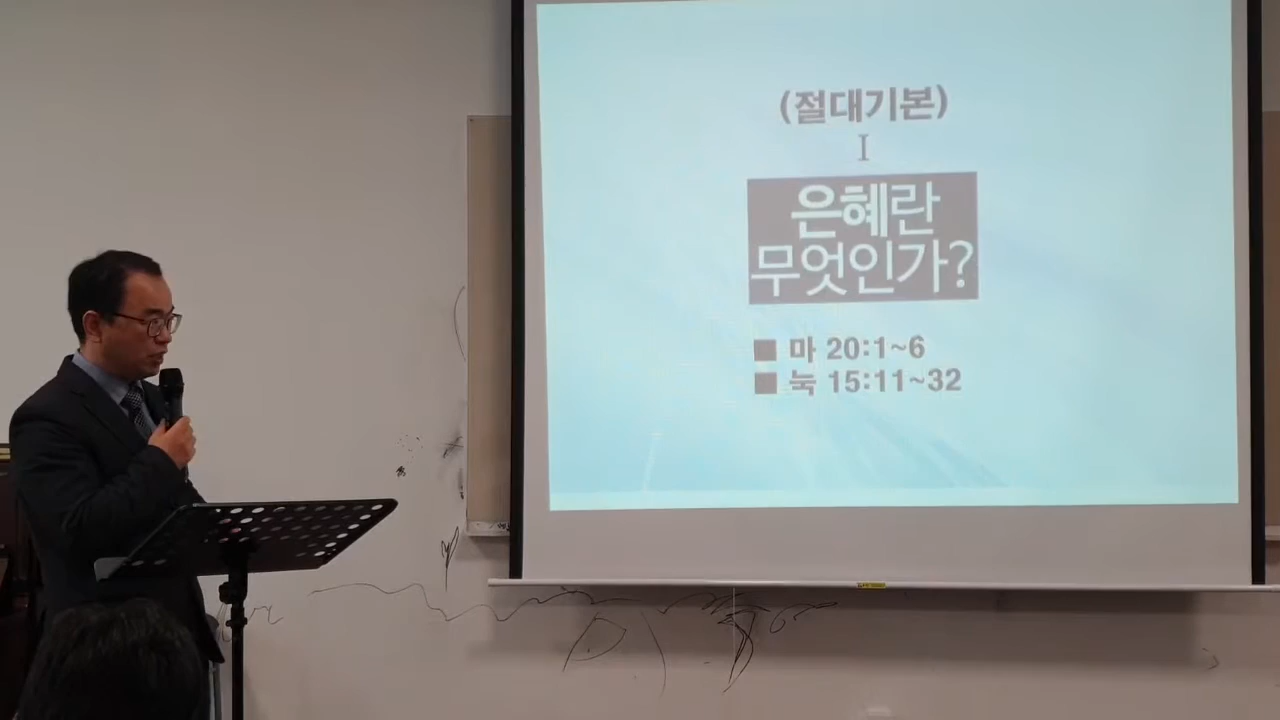 (절대기본)
I
은혜란
무엇인가?
■ 마 20:1~6
■ 눅 15:11~32